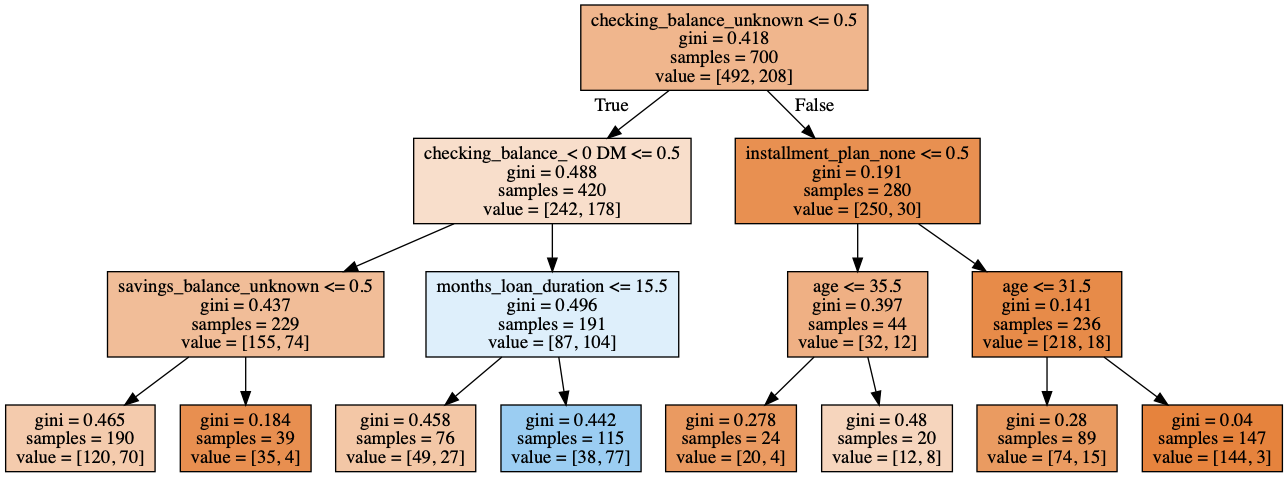 checking_balance_unknown <= 0.5
gini = 0.418
samples = 700
value = [492, 208]
True
False
checking_balance_< 0 DM <= 0.5
gini = 0.488
samples = 420
value = [242, 178]
installment_plan_none <= 0.5
gini = 0.191
samples = 280
value = [250, 30]
savings_balance_unknown <= 0.5
gini = 0.437
samples = 229
value = [155, 74]
months_loan_duration <= 15.5
gini = 0.496
samples = 191
value = [87, 104]
age <= 35.5
gini = 0.397
samples = 44
value = [32, 12]
age <= 31.5
gini = 0.141
samples = 236
value = [218, 18]
gini = 0.465
samples = 190
value = [120, 70]
gini = 0.184
samples = 39
value = [35, 4]
gini = 0.458
samples = 76
value = [49, 27]
gini = 0.442
samples = 115
value = [38, 77]
gini = 0.278
samples = 24
value = [20, 4]
gini = 0.48
samples = 20
value = [12, 8]
gini = 0.28
samples = 89
value = [74, 15]
gini = 0.04
samples = 147
value = [144, 3]